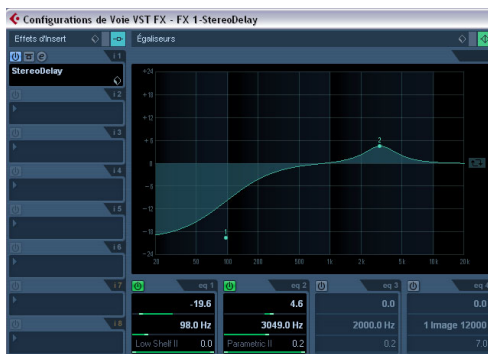 Configurations de Voie VST FX - FX 1-StereoDelay
Effets d'Insert
Égaliseurs
i 1
StereoDelay
i 2
i 3
i 4
i 5
i 6
i 7
i 8
+24
+18
+12
+6
0
-6
-12
-18
-24
20
50
100
200
500
1k
2k
5k
10k
20k
1
2
eq 1
eq 2
eq 3
eq 4
-19.6
4.6
0.0
0.0
98.0 Hz
3049.0 Hz
2000.0 Hz
1 Image 12000
Low Shelf II 0.0
Parametric II 0.2
0.2
7.0